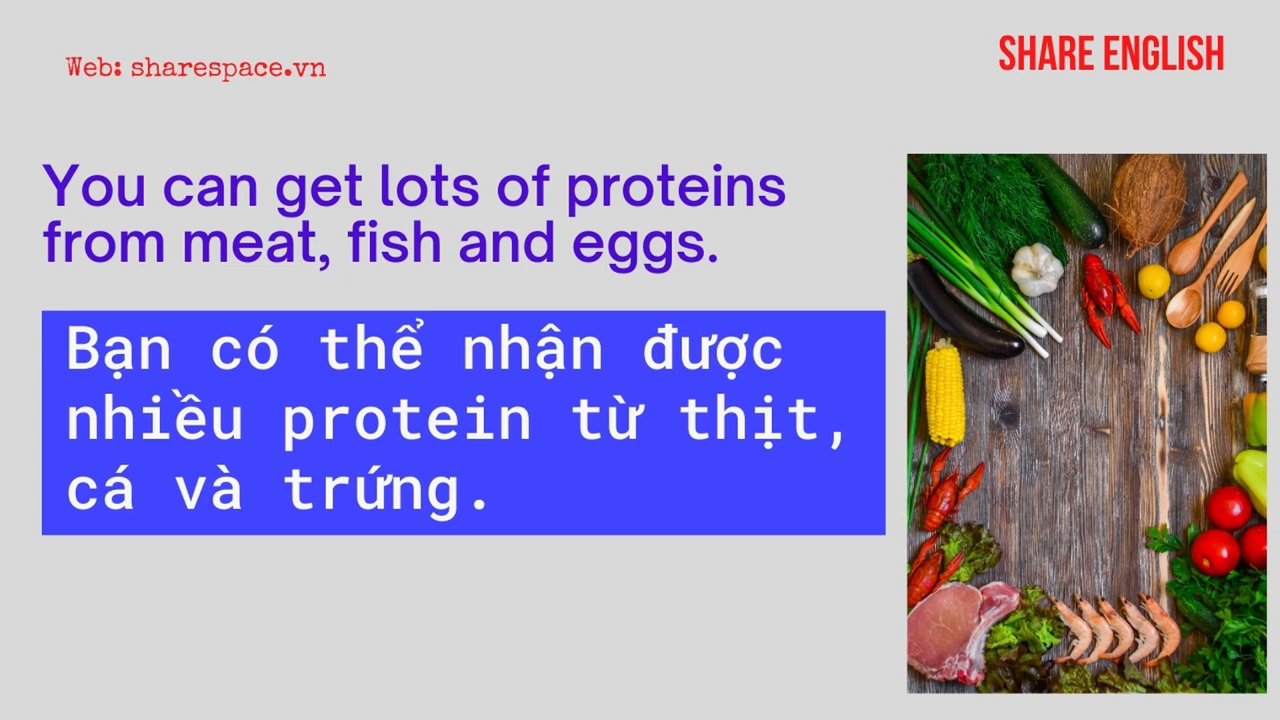 Web: sharespace.vn
SHARE ENGLISH
You can get lots of proteins
from meat, fish and eggs.
Bạn có thể nhận được
nhiều protein từ thịt,
cá và trứng.